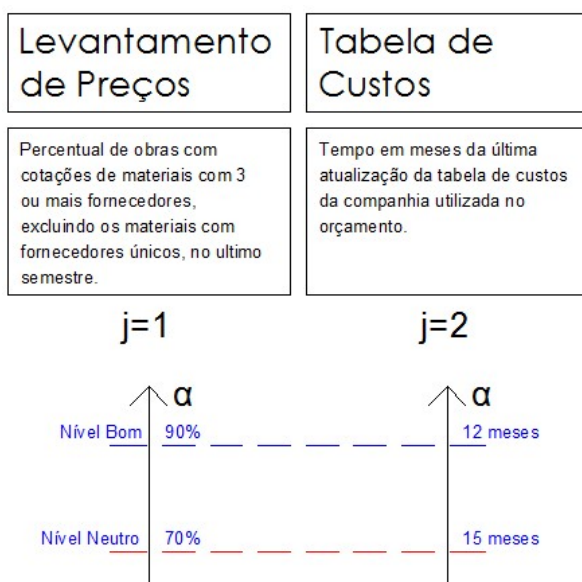 Levantamento
de Preços
Tabela de
Custos
Percentual de obras com
cotações de materiais com 3
ou mais fornecedores,
excluindo os materiais com
fornecedores únicos, no ultimo
semestre.
Tempo em meses da última
atualização da tabela de custos
da companhia utilizada no
orçamento.
j=1
j=2
α
α
Nível Bom 90%
12 meses
Nível Neutro 70%
15 meses